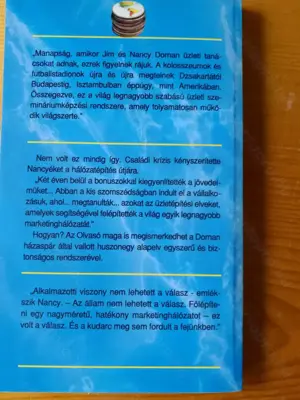 „Manapság, amikor Jim és Nancy Dornan üzleti taná-
csokat adnak, ezrek figyelnek rájuk. A kolosszeumok és
futballstadionok újra és újra megtelnek Dzsakartától
Budapestig, Isztambulban éppúgy, mint Amerikában.
Összegezve, ez a világ legnagyobb szabású üzleti sze-
mináriumképzési rendszere, amely folyamatosan műkö-
dik világszerte.”
Nem volt ez mindig így. Családi krízis kényszerítette
Nancyéket a hálózatépítés útjára.
„Két éven belül a bonuszokkal kiegyenlítették a jövedel-
müket... Abban a kis szomszédságban indult el a vállalko-
zásuk, ahol... megtanulták... azokat az üzletépítési elveket,
amelyek segítségével felépítették a világ egyik legnagyobb
marketinghálózatát.”
Hogyan? Az Olvasó maga is megismerkedhet a Dornan
házaspár által vallott huszonegy alapelv egyszerű és biz-
tonságos rendszerével.
„Alkalmazotti viszony nem lehetett a válasz - emlék-
szik Nancy. – Az állam nem lehetett a válasz. Fölépíte-
ni egy nagyméretű, hatékony marketinghálózatot – ez
volt a válasz. És a kudarc meg sem fordult a fejünkben.”